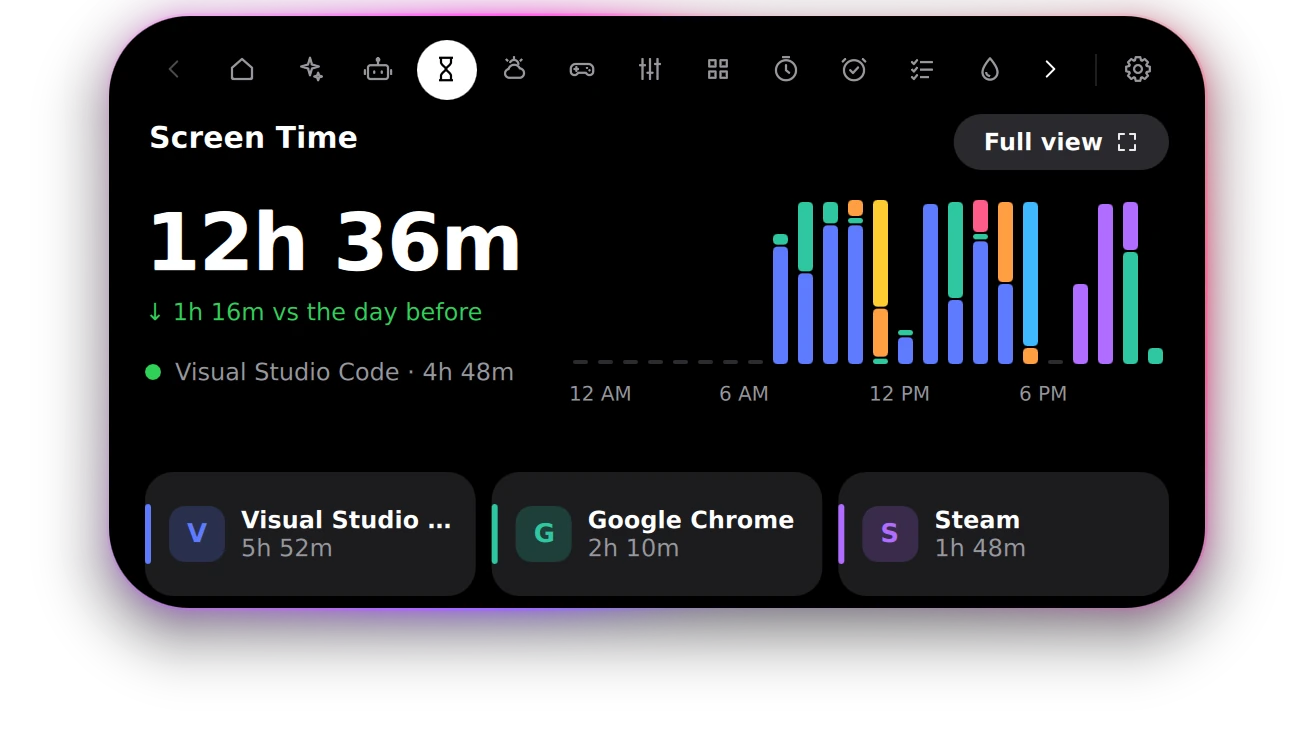 Screen Time
Full view
12h 36m
↓ 1h 16m vs the day before
Visual Studio Code · 4h 48m
12 AM
6 AM
12 PM
6 PM
V
Visual Studio ...
5h 52m
G
Google Chrome
2h 10m
S
Steam
1h 48m